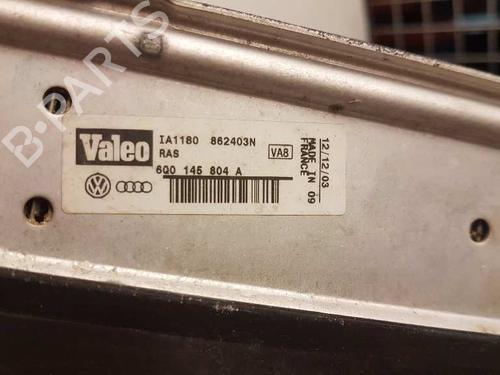 B-PARTS
Valeo
IA1180 862403N
RAS
VA8
6Q0 145 804 A
12/12/03
MADE IN 09
FRANCE